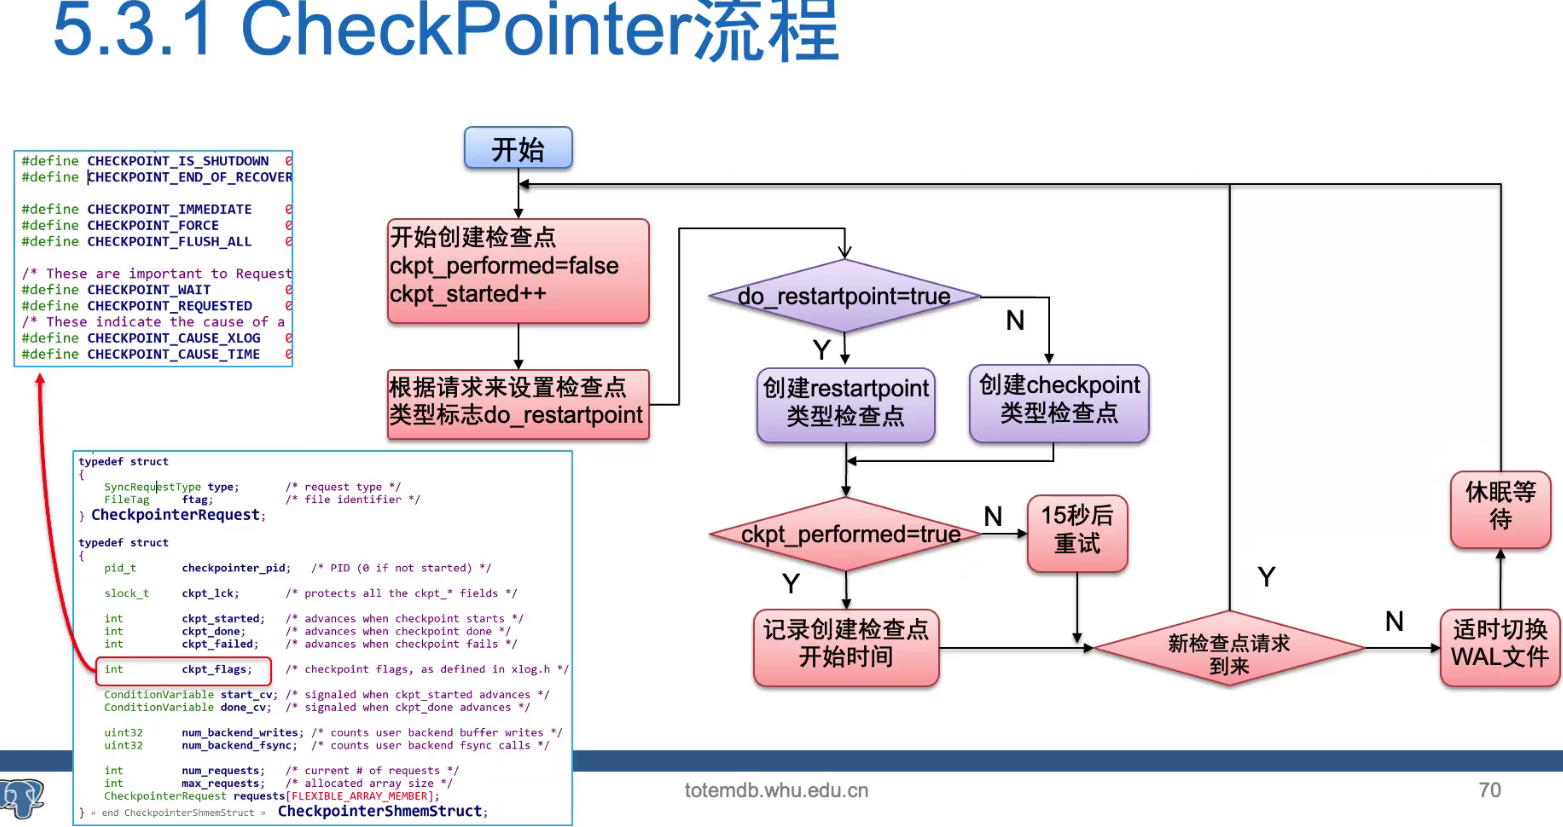 5.3.1 CheckPointer流程
#define CHECKPOINT_IS_SHUTDOWN 0
#define CHECKPOINT_END_OF_RECOVER
#define CHECKPOINT_IMMEDIATE 0
#define CHECKPOINT_FORCE 0
#define CHECKPOINT_FLUSH_ALL 0
/* These are important to Request
#define CHECKPOINT_WAIT 0
#define CHECKPOINT_REQUESTED 0
/* These indicate the cause of a
#define CHECKPOINT_CAUSE_XLOG 0
#define CHECKPOINT_CAUSE_TIME 0
typedef struct
{
SyncRequestType type; /* request type */
FileTag ftag; /* file identifier */
} CheckpointerRequest;
typedef struct
{
pid_t checkpointer_pid; /* PID (0 if not started) */
slock_t ckpt_lck; /* protects all the ckpt_* fields */
int ckpt_started; /* advances when checkpoint starts */
int ckpt_done; /* advances when checkpoint done */
int ckpt_failed; /* advances when checkpoint fails */
int ckpt_flags; /* checkpoint flags, as defined in xlog.h */
ConditionVariable start_cv; /* signaled when ckpt_started advances */
ConditionVariable done_cv; /* signaled when ckpt_done advances */
uint32 num_backend_writes; /* counts user backend buffer writes */
uint32 num_backend_fsync; /* counts user backend fsync calls */
int num_requests; /* current # of requests */
int max_requests; /* allocated array size */
CheckpointerRequest requests[FLEXIBLE_ARRAY_MEMBER];
} « end CheckpointerShmemStruct » CheckpointerShmemStruct;
开始
开始创建检查点
ckpt_performed=false
ckpt_started++
根据请求来设置检查点
类型标志do_restartpoint
do_restartpoint=true
N
Y
创建restartpoint
类型检查点
创建checkpoint
类型检查点
ckpt_performed=true
N
15秒后
重试
Y
记录创建检查点
开始时间
新检查点请求
到来
Y
N
适时切换
WAL文件
休眠等
待
totemdb.whu.edu.cn
70